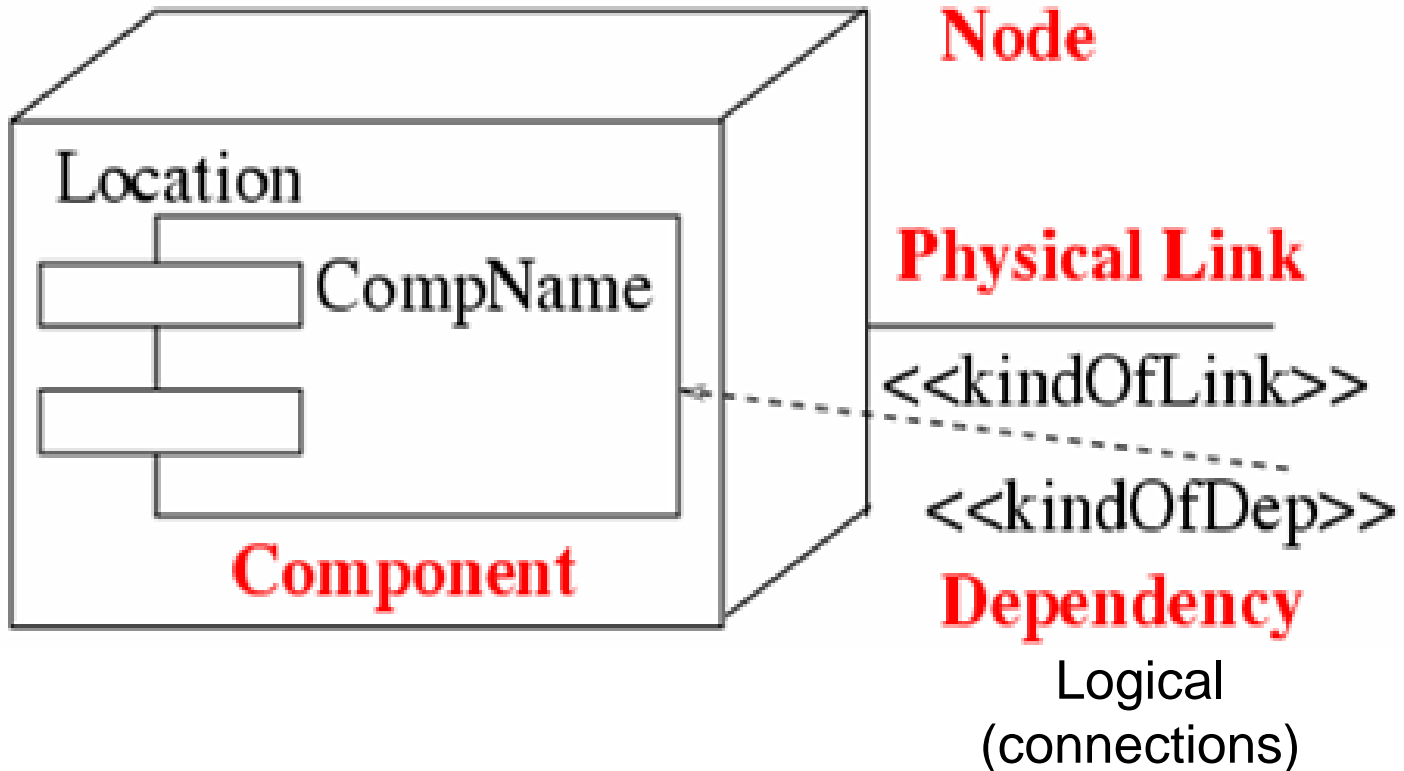 Node
Location
CompName
Physical Link
<<kindOfLink>>
<<kindOfDep>>
Component
Dependency
Logical
(connections)